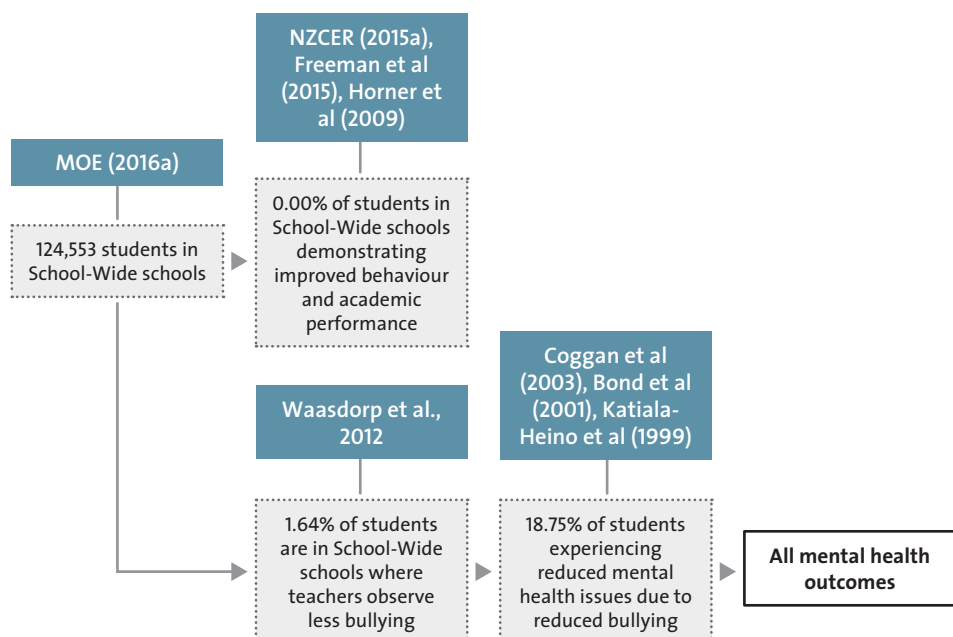 NZCER (2015a),
Freeman et al
(2015), Horner et
al (2009)
MOE (2016a)
124,553 students in
School-Wide schools
0.00% of students in
School-Wide schools
demonstrating
improved behaviour
and academic
performance
Waasdorp et al.,
2012
Coggan et al
(2003), Bond et al
(2001), Katiala-
Heino et al (1999)
1.64% of students
are in School-Wide
schools where
teachers observe
less bullying
18.75% of students
experiencing
reduced mental
health issues due to
reduced bullying
All mental health
outcomes